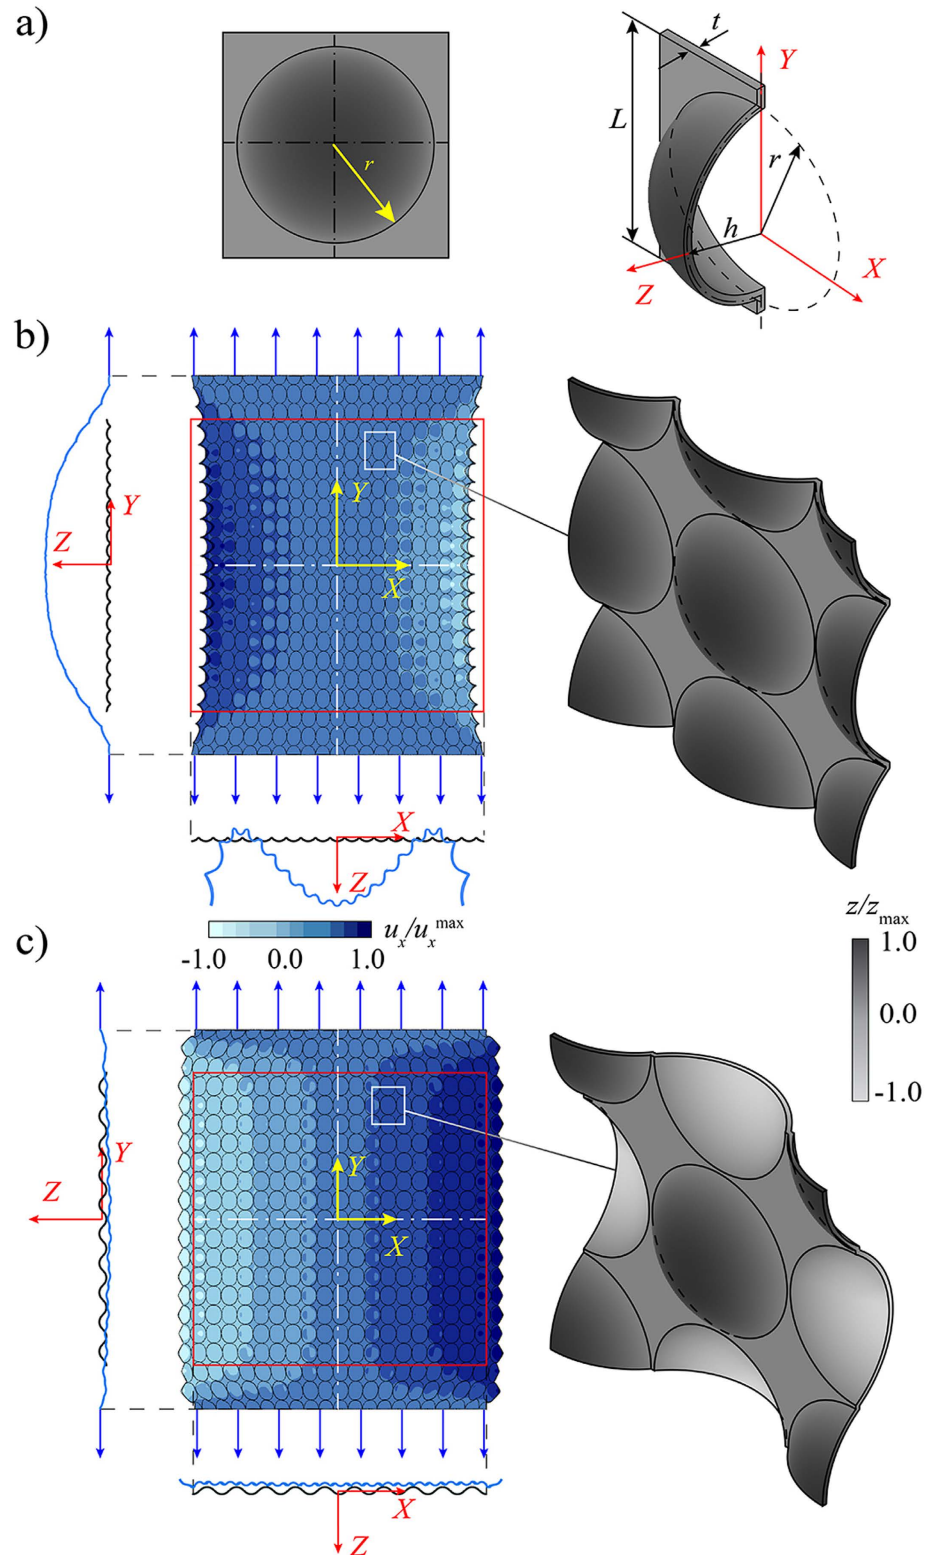 a)
r
L
t
Y
r
h
Z
X
b)
Z
Y
Y
X
X
Z
u_x/u_x^max
-1.0 0.0 1.0
z/z_max
1.0
0.0
-1.0
c)
Z
Y
Y
X
X
Z